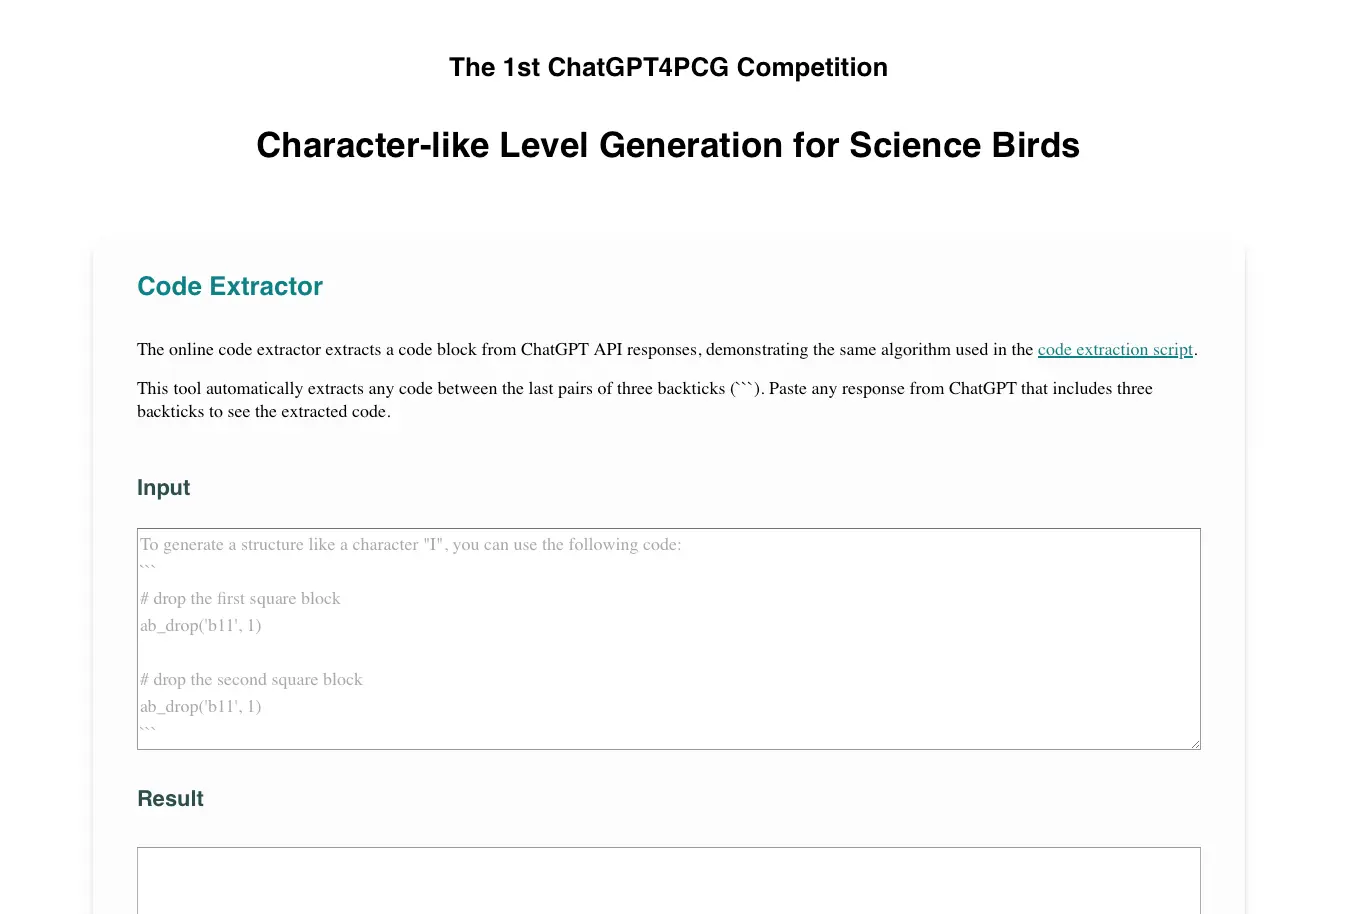 The 1st ChatGPT4PCG Competition
Character-like Level Generation for Science Birds
Code Extractor
The online code extractor extracts a code block from ChatGPT API responses, demonstrating the same algorithm used in the code extraction script.
This tool automatically extracts any code between the last pairs of three backticks (```). Paste any response from ChatGPT that includes three
backticks to see the extracted code.
Input
To generate a structure like a character "I", you can use the following code:
```
# drop the first square block
ab_drop('b11', 1)
# drop the second square block
ab_drop('b11', 1)
```
Result